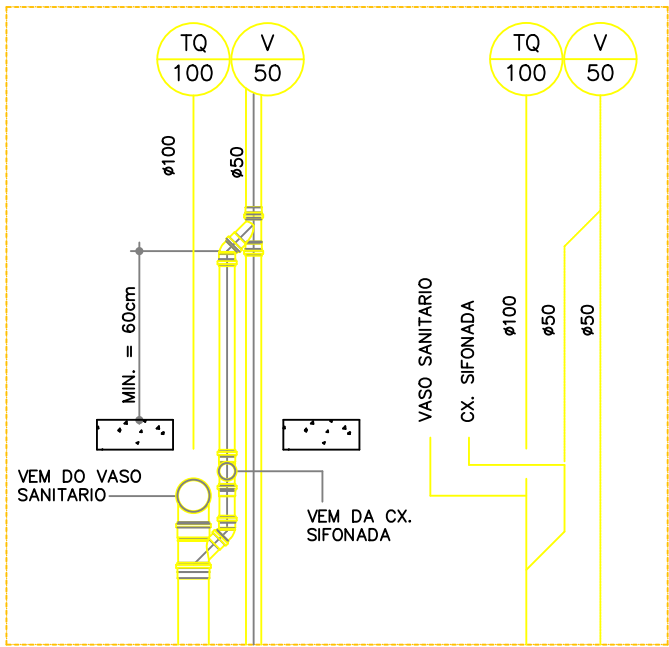 TQ
100
V
50
TQ
100
V
50
ø100
ø50
MIN. = 60cm
VEM DO VASO
SANITARIO
VEM DA CX.
SIFONADA
VASO SANITARIO
CX. SIFONADA
ø100
ø50
ø50